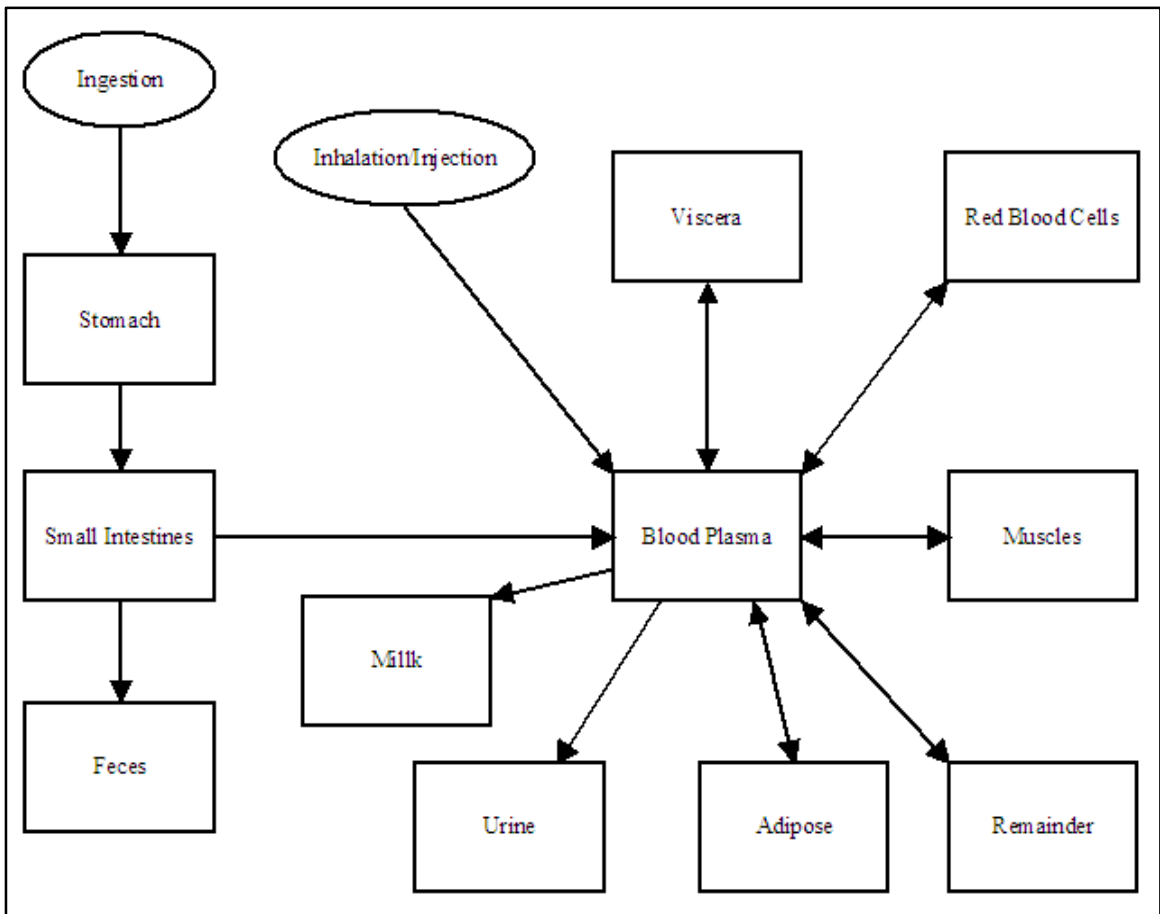 Ingestion
Inhalation/Injection
Viscera
Red Blood Cells
Stomach
Small Intestines
Blood Plasma
Muscles
Millk
Feces
Urine
Adipose
Remainder